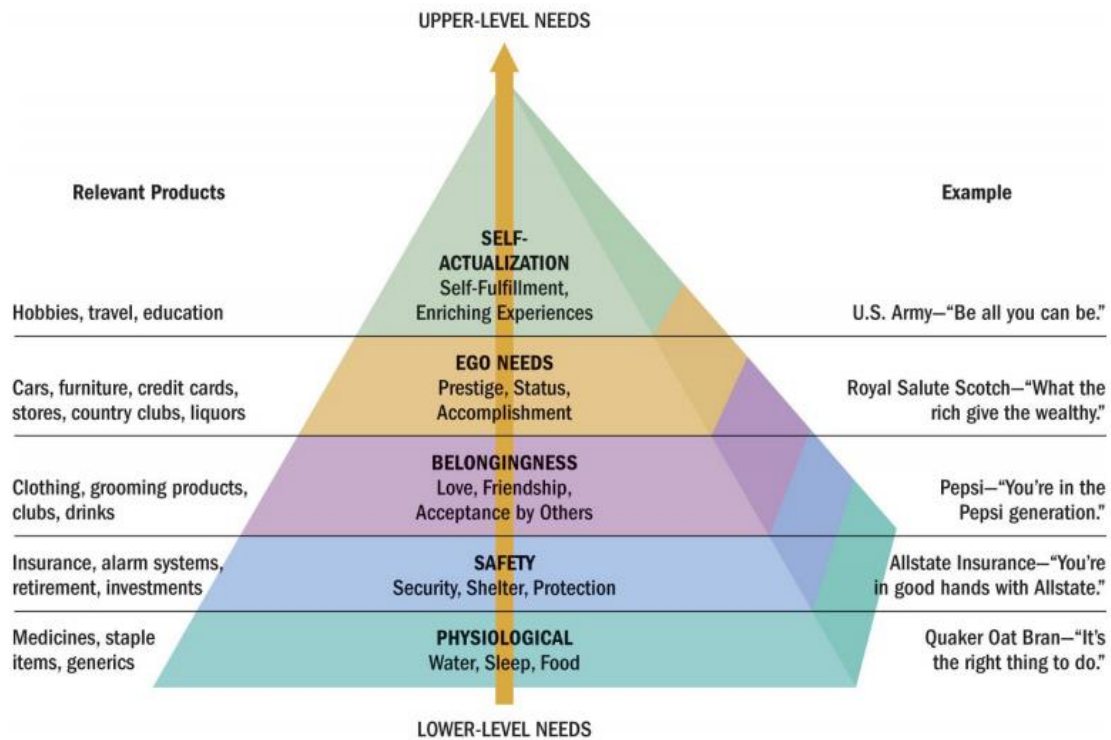 UPPER-LEVEL NEEDS
Relevant Products
Example
SELF-
ACTUALIZATION
Self-Fulfillment,
Enriching Experiences
Hobbies, travel, education
U.S. Army—“Be all you can be.”
EGO NEEDS
Prestige, Status,
Accomplishment
Cars, furniture, credit cards,
stores, country clubs, liquors
Royal Salute Scotch—“What the
rich give the wealthy.”
BELONGINGNESS
Love, Friendship,
Acceptance by Others
Clothing, grooming products,
clubs, drinks
Pepsi—“You’re in the
Pepsi generation.”
SAFETY
Security, Shelter, Protection
Insurance, alarm systems,
retirement, investments
Allstate Insurance—“You’re
in good hands with Allstate.”
PHYSIOLOGICAL
Water, Sleep, Food
Medicines, staple
items, generics
Quaker Oat Bran—“It’s
the right thing to do.”
LOWER-LEVEL NEEDS